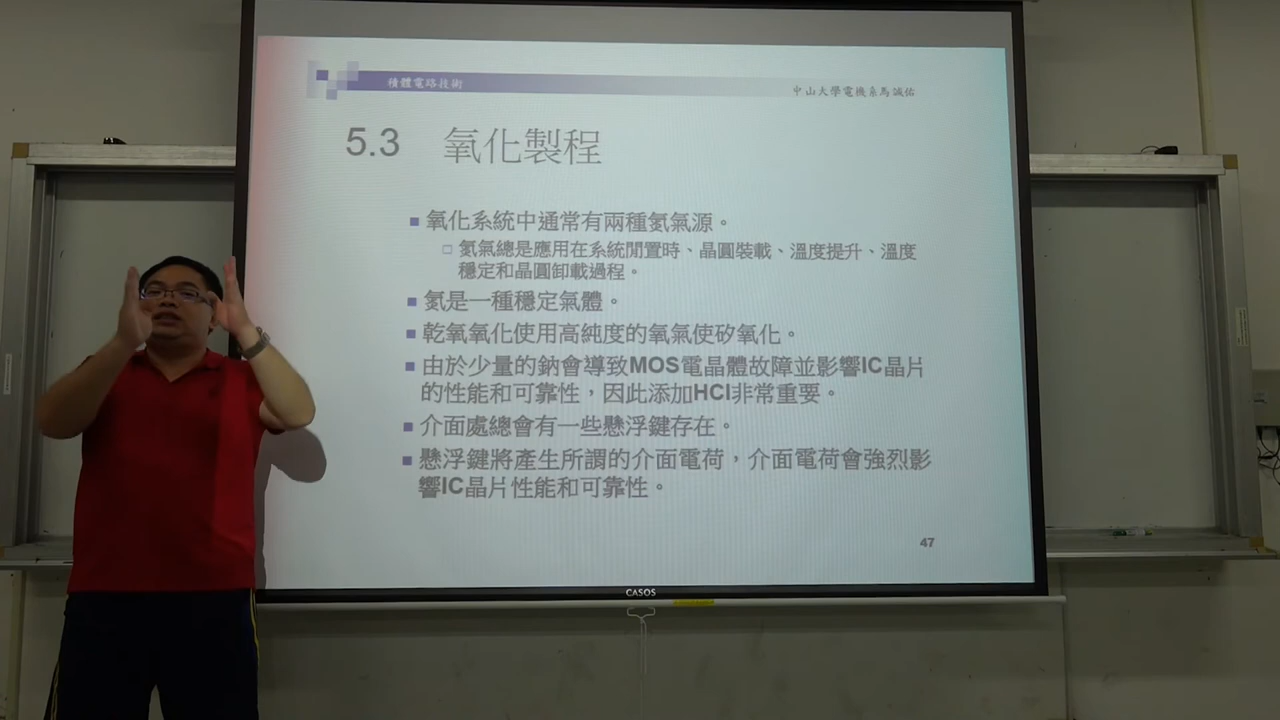 積體電路技術
中山大學電機系馬誠佑
5.3 氧化製程
■氧化系統中通常有兩種氮氣源。
□ 氮氣總是應用在系統閒置時、晶圓裝載、溫度提升、溫度
穩定和晶圓卸載過程。
■氮是一種穩定氣體。
■乾氧氧化使用高純度的氧氣使矽氧化。
■由於少量的鈉會導致MOS電晶體故障並影響IC晶片
的性能和可靠性，因此添加HCl非常重要。
■介面處總會有一些懸浮鍵存在。
■懸浮鍵將產生所謂的介面電荷，介面電荷會強烈影
響IC晶片性能和可靠性。
47
CASOS